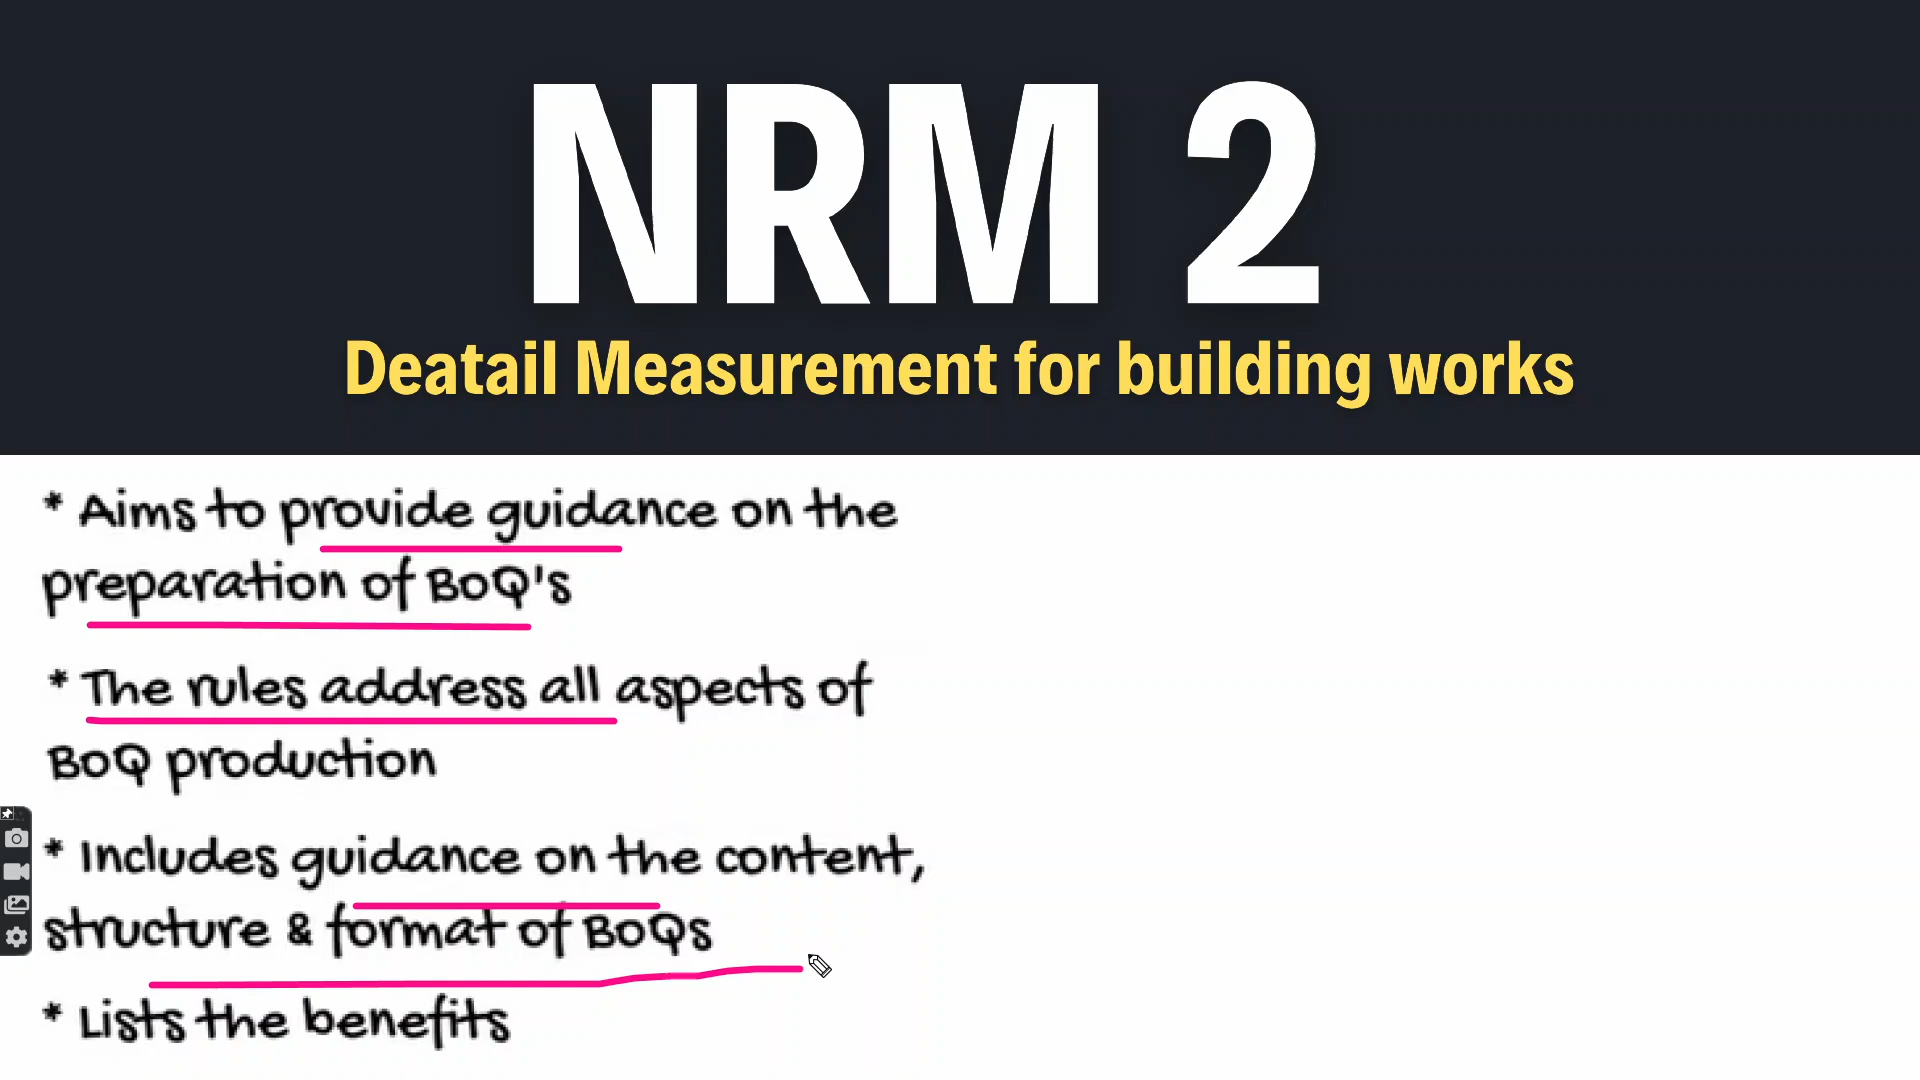 NRM 2
Deatail Measurement for building works
* Aims to provide guidance on the
preparation of BoQ's
* The rules address all aspects of
BoQ production
* Includes guidance on the content,
structure & format of BoQs
* Lists the benefits